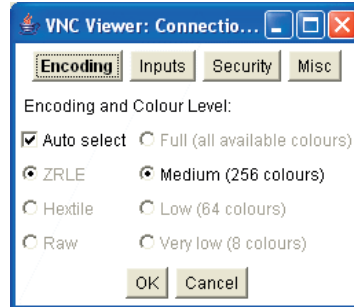 VNC Viewer: Connectio...
Encoding Inputs Security Misc
Encoding and Colour Level:
Auto select Full (all available colours)
ZRLE Medium (256 colours)
Hextile Low (64 colours)
Raw Very low (8 colours)
OK Cancel